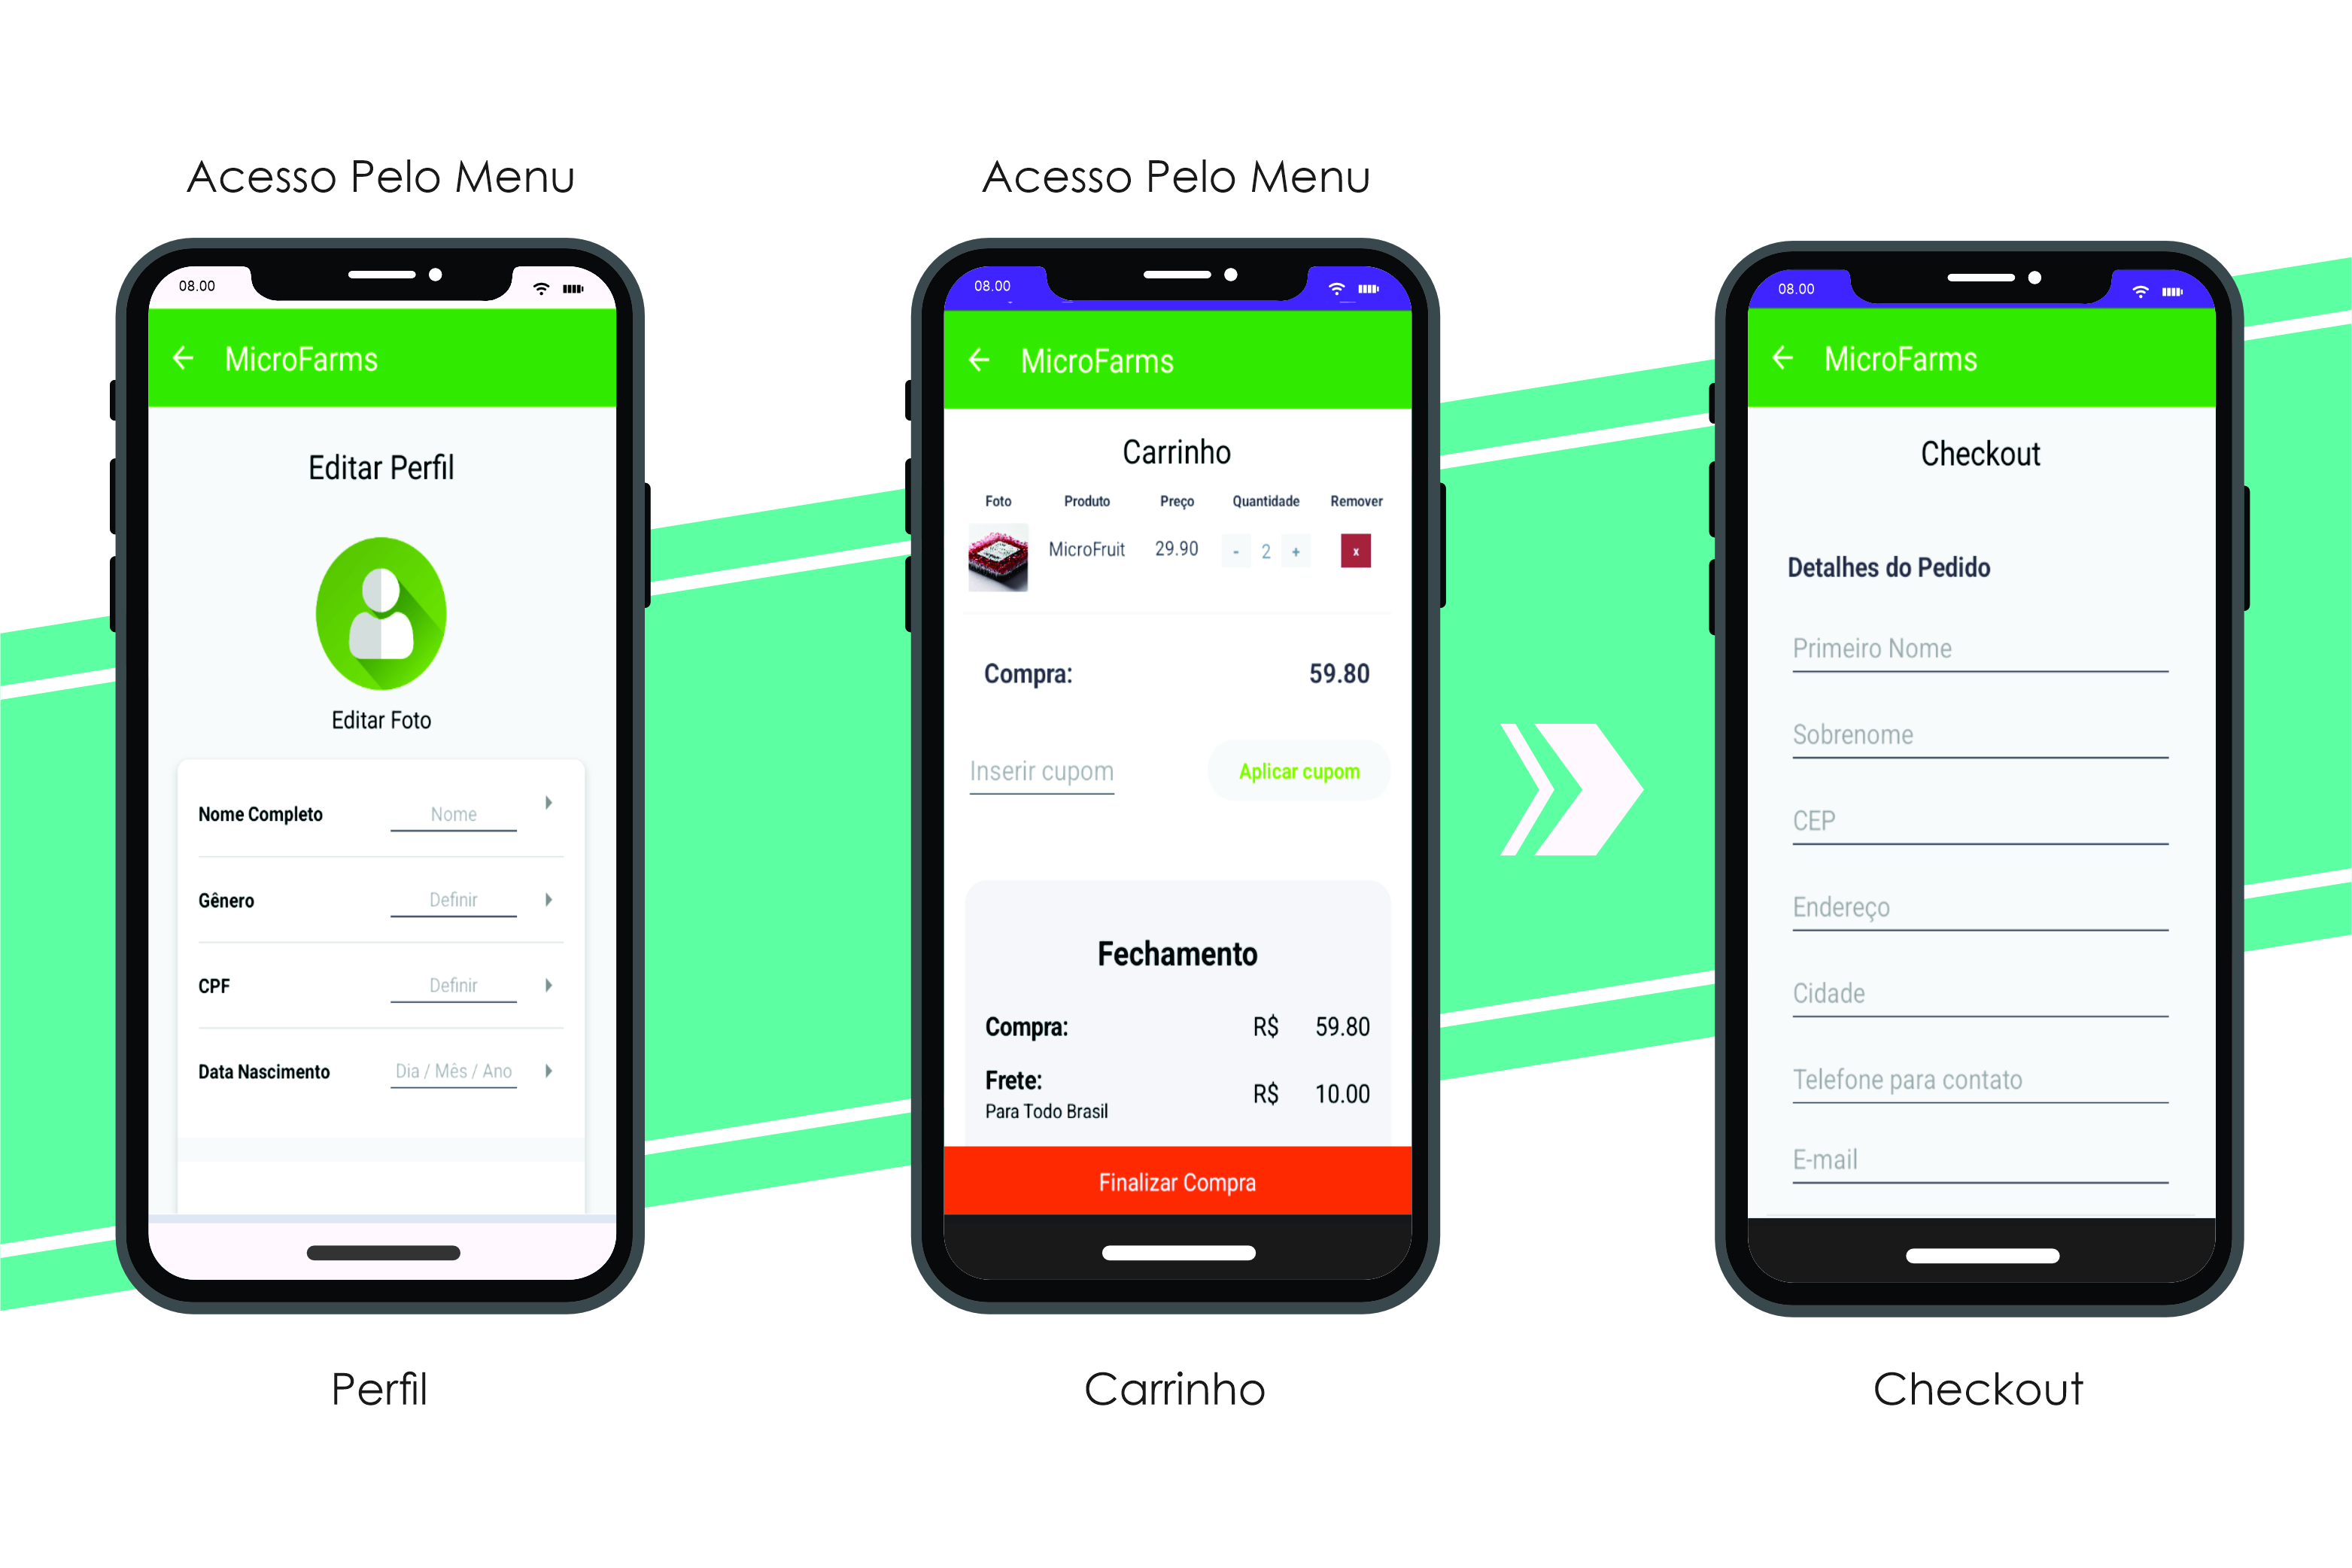 Acesso Pelo Menu
08.00
MicroFarms
Editar Perfil
Editar Foto
Nome Completo Nome
Gênero Definir
CPF Definir
Data Nascimento Dia / Mês / Ano
Perfil
Acesso Pelo Menu
08.00
MicroFarms
Carrinho
Foto Produto Preço Quantidade Remover
MicroFruit 29.90 - 2 + x
Compra: 59.80
Inserir cupom Aplicar cupom
Fechamento
Compra: R$ 59.80
Frete: R$ 10.00
Para Todo Brasil
Finalizar Compra
Carrinho
08.00
MicroFarms
Checkout
Detalhes do Pedido
Primeiro Nome
Sobrenome
CEP
Endereço
Cidade
Telefone para contato
E-mail
Checkout